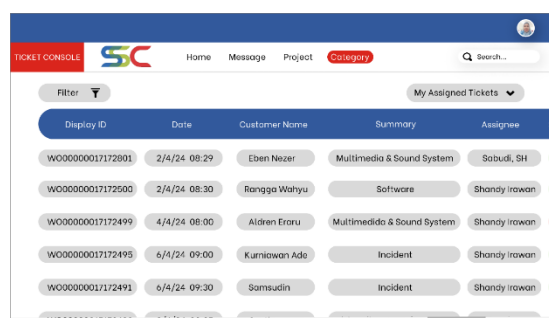 TICKET CONSOLE SSC Home Message Project Category Search...
Filter My Assigned Tickets
Display ID Date Customer Name Summary Assignee
WO00000017172801 2/4/24 08:29 Eben Nezer Multimedia & Sound System Sabudi, SH
WO00000017172500 2/4/24 08:30 Rangga Wahyu Software Shandy Irawan
WO00000017172499 4/4/24 08:00 Aldren Eraru Multimedida & Sound System Shandy Irawan
WO00000017172495 6/4/24 09:00 Kurniawan Ade Incident Shandy Irawan
WO00000017172491 6/4/24 09:30 Samsudin Incident Shandy Irawan